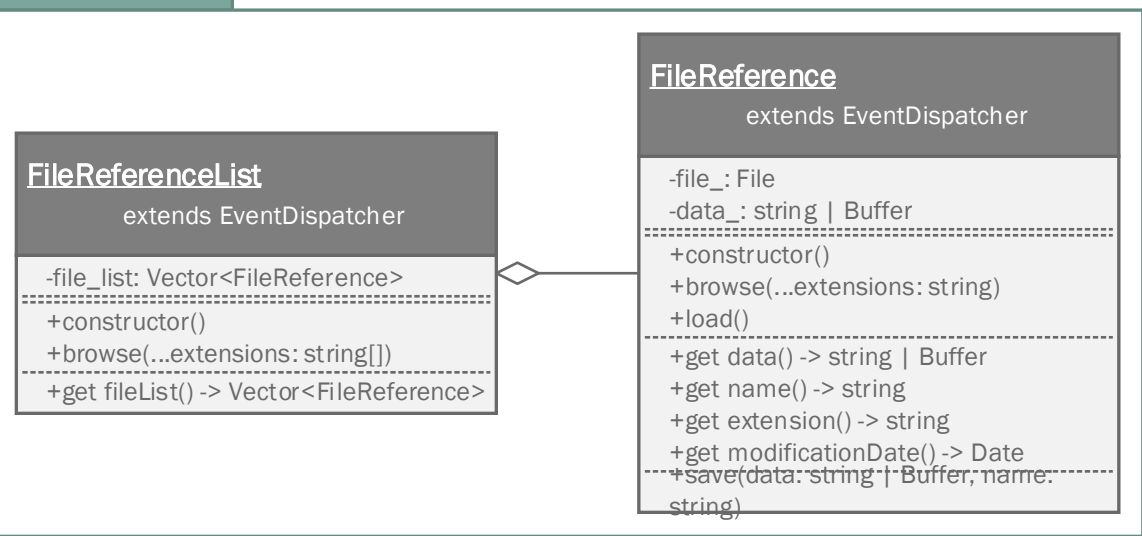 FileReferenceList
extends EventDispatcher
-file_list: Vector<FileReference>
+constructor()
+browse(...extensions: string[])
+get fileList() -> Vector<FileReference>
FileReference
extends EventDispatcher
-file_: File
-data_: string | Buffer
+constructor()
+browse(...extensions: string)
+load()
+get data() -> string | Buffer
+get name() -> string
+get extension() -> string
+get modificationDate() -> Date
+save(data: string | Buffer, name:
string)